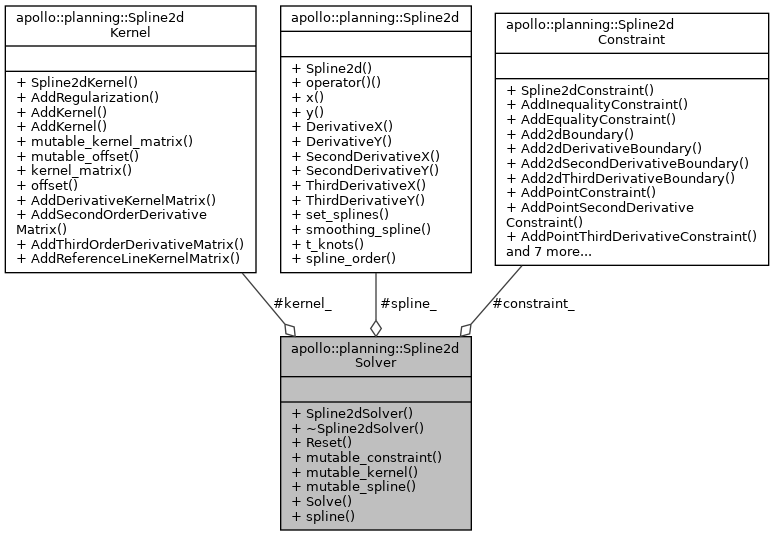 apollo::planning::Spline2d
Kernel
+ Spline2dKernel()
+ AddRegularization()
+ AddKernel()
+ AddKernel()
+ mutable_kernel_matrix()
+ mutable_offset()
+ kernel_matrix()
+ offset()
+ AddDerivativeKernelMatrix()
+ AddSecondOrderDerivative
Matrix()
+ AddThirdOrderDerivativeMatrix()
+ AddReferenceLineKernelMatrix()
apollo::planning::Spline2d
+ Spline2d()
+ operator()()
+ x()
+ y()
+ DerivativeX()
+ DerivativeY()
+ SecondDerivativeX()
+ SecondDerivativeY()
+ ThirdDerivativeX()
+ ThirdDerivativeY()
+ set_splines()
+ smoothing_spline()
+ t_knots()
+ spline_order()
apollo::planning::Spline2d
Constraint
+ Spline2dConstraint()
+ AddInequalityConstraint()
+ AddEqualityConstraint()
+ Add2dBoundary()
+ Add2dDerivativeBoundary()
+ Add2dSecondDerivativeBoundary()
+ Add2dThirdDerivativeBoundary()
+ AddPointConstraint()
+ AddPointSecondDerivative
Constraint()
+ AddPointThirdDerivativeConstraint()
and 7 more...
#kernel_
#spline_
#constraint_
apollo::planning::Spline2d
Solver
+ Spline2dSolver()
+ ~Spline2dSolver()
+ Reset()
+ mutable_constraint()
+ mutable_kernel()
+ mutable_spline()
+ Solve()
+ spline()